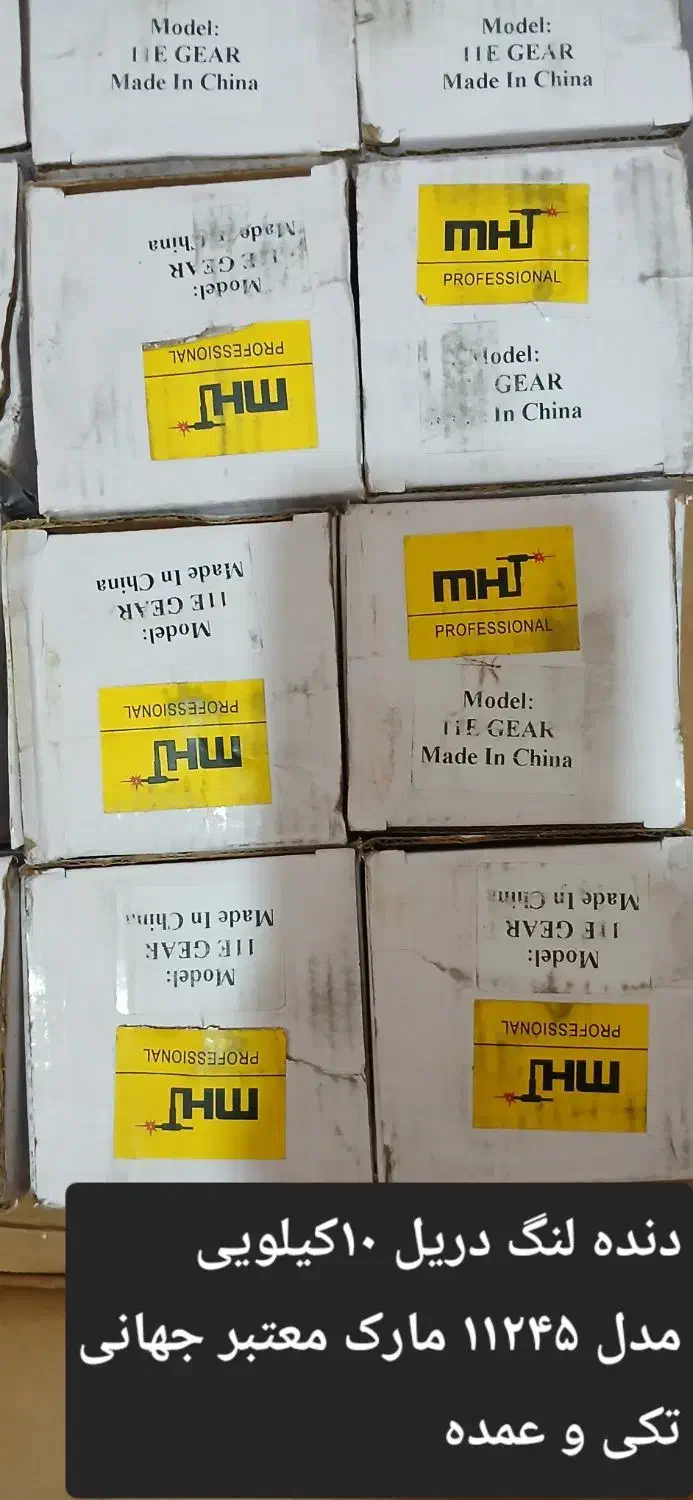 Model:
11E GEAR
Made In China
Model:
11E GEAR
Made In China
Model:
11E GEAR
Made In China
PROFESSIONAL
MHT
MHT
PROFESSIONAL
Model:
GEAR
In China
Model:
11E GEAR
Made In China
PROFESSIONAL
MHT
MHT
PROFESSIONAL
Model:
11E GEAR
Made In China
Model:
11E GEAR
Made In China
PROFESSIONAL
MHT
Model:
11E GEAR
Made In China
PROFESSIONAL
MHT
دنده لنگ دریل ۱۰کیلویی
مدل ۱۱۲۴۵ مارک معتبر جهانی
تکی و عمده